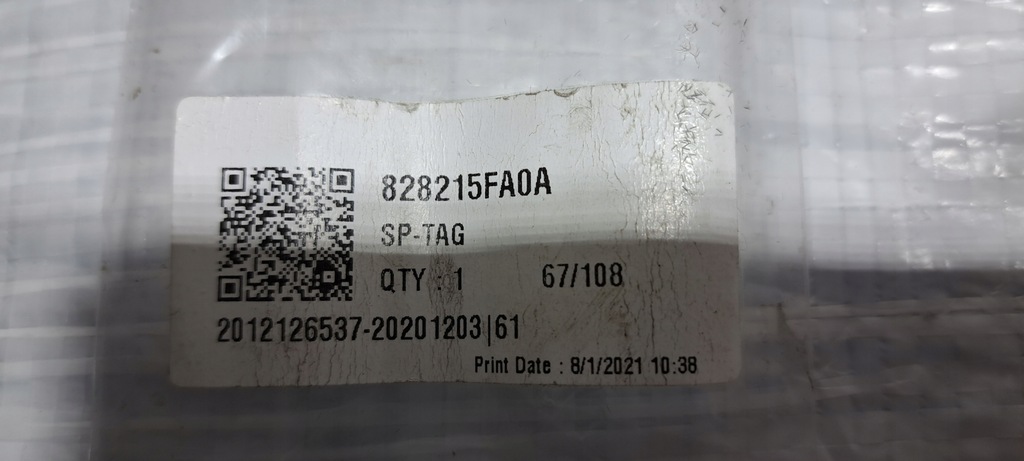 828215FA0A
SP-TAG
QTY : 1 67/108
2012126537-20201203|61
Print Date : 8/1/2021 10:38